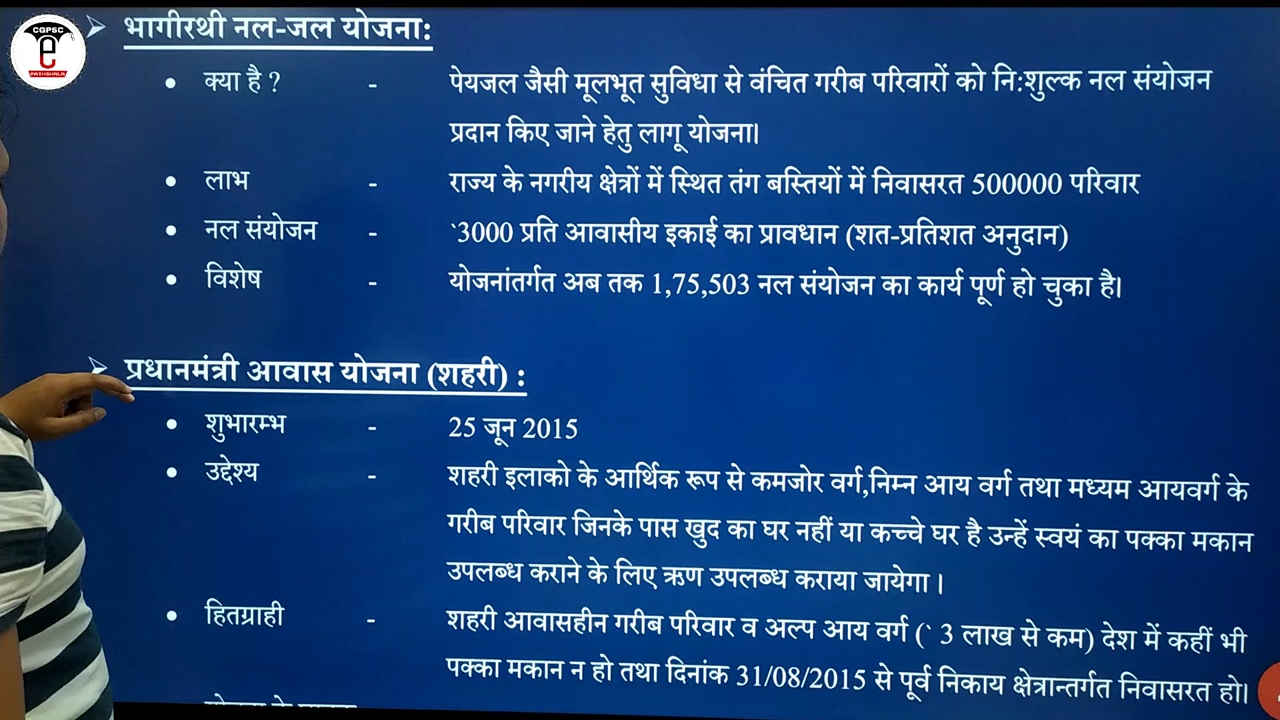 CGPSC
e
PATHSHALA
भागीरथी नल-जल योजना:
क्या है ? - पेयजल जैसी मूलभूत सुविधा से वंचित गरीब परिवारों को नि:शुल्क नल संयोजन
प्रदान किए जाने हेतु लागू योजना।
लाभ - राज्य के नगरीय क्षेत्रों में स्थित तंग बस्तियों में निवासरत 500000 परिवार
नल संयोजन - `3000 प्रति आवासीय इकाई का प्रावधान (शत-प्रतिशत अनुदान)
विशेष - योजनांतर्गत अब तक 1,75,503 नल संयोजन का कार्य पूर्ण हो चुका है।
प्रधानमंत्री आवास योजना (शहरी) :
शुभारम्भ - 25 जून 2015
उद्देश्य - शहरी इलाको के आर्थिक रूप से कमजोर वर्ग,निम्न आय वर्ग तथा मध्यम आयवर्ग के
गरीब परिवार जिनके पास खुद का घर नहीं या कच्चे घर है उन्हें स्वयं का पक्का मकान
उपलब्ध कराने के लिए ऋण उपलब्ध कराया जायेगा ।
हितग्राही - शहरी आवासहीन गरीब परिवार व अल्प आय वर्ग (` 3 लाख से कम) देश में कहीं भी
पक्का मकान न हो तथा दिनांक 31/08/2015 से पूर्व निकाय क्षेत्रान्तर्गत निवासरत हो।